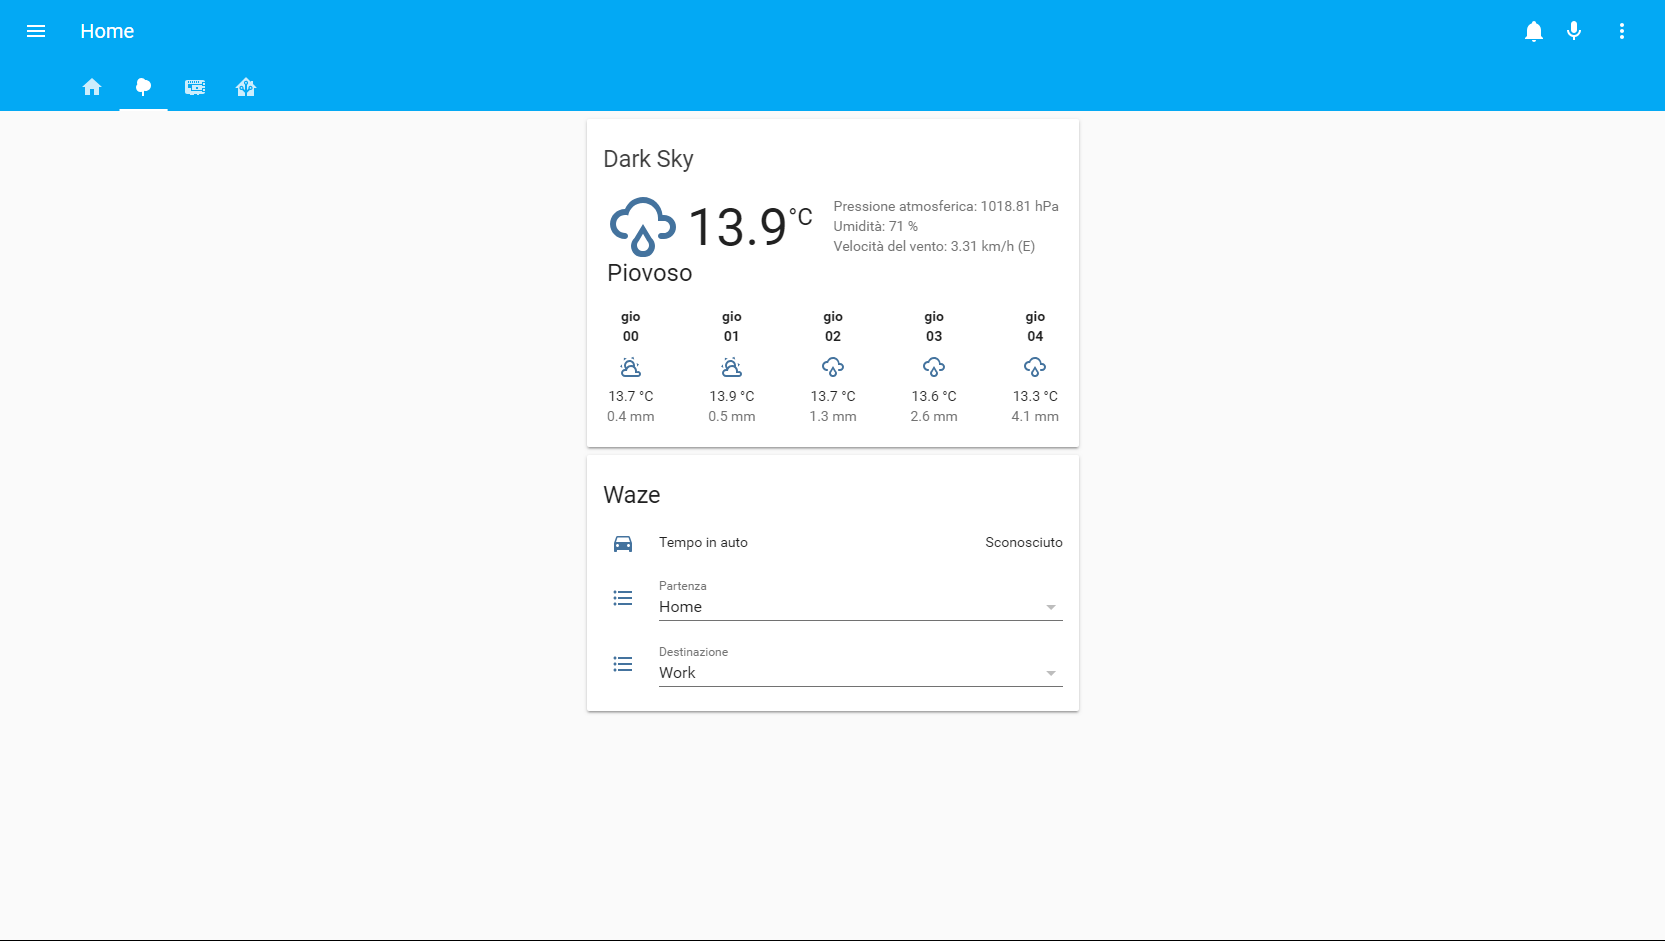 Home
Dark Sky
13.9 °C
Pressione atmosferica: 1018.81 hPa
Umidità: 71 %
Velocità del vento: 3.31 km/h (E)
Piovoso
gio gio gio gio gio
00 01 02 03 04
13.7 °C 13.9 °C 13.7 °C 13.6 °C 13.3 °C
0.4 mm 0.5 mm 1.3 mm 2.6 mm 4.1 mm
Waze
Tempo in auto Sconosciuto
Partenza
Home
Destinazione
Work